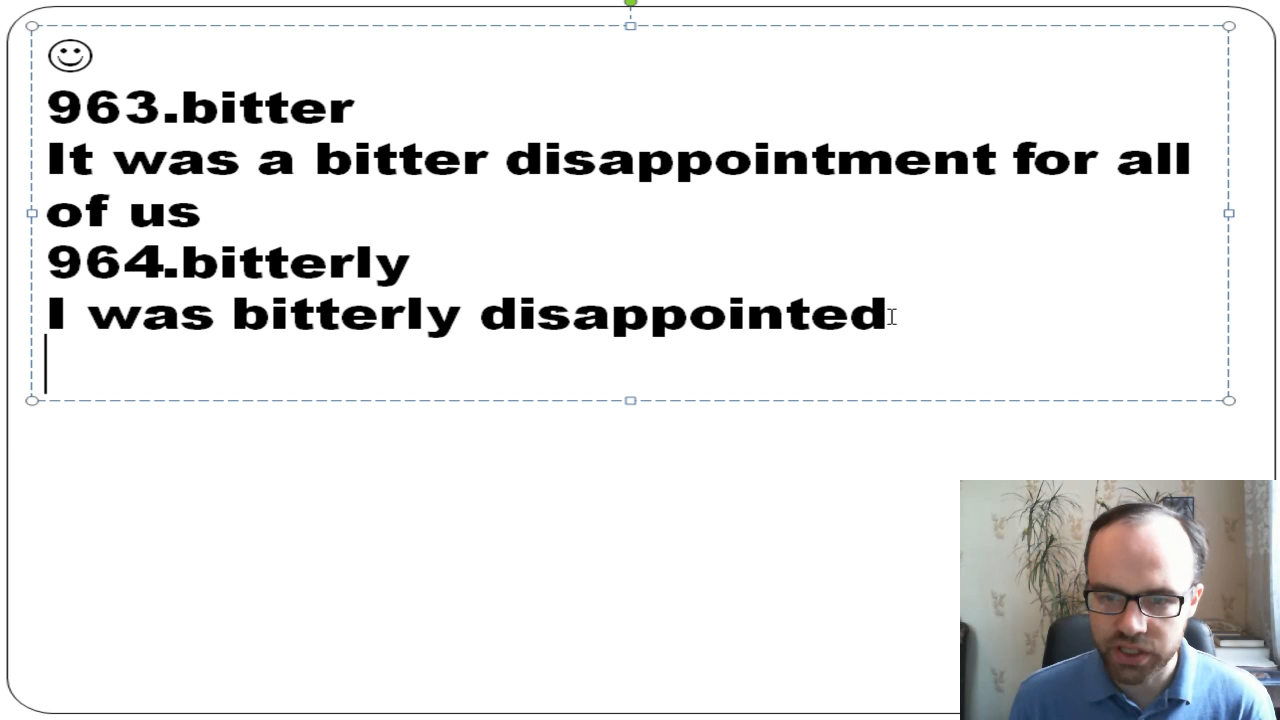 963.bitter
It was a bitter disappointment for all
of us
964.bitterly
I was bitterly disappointed